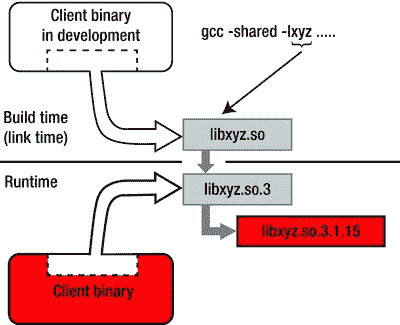 Client binary
in development
gcc -shared -lxyz .....
Build time
(link time)
libxyz.so
Runtime
libxyz.so.3
libxyz.so.3.1.15
Client binary